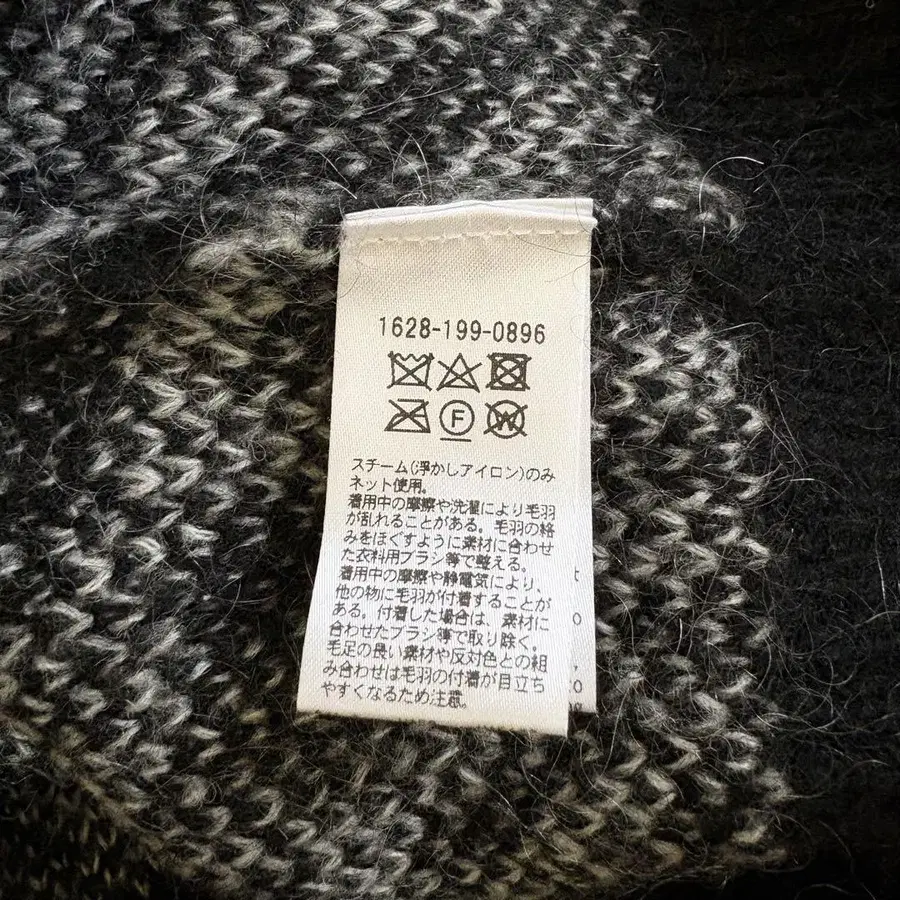 1628-199-0896
F W
スチーム(浮かしアイロン)のみ
ネット使用。
着用中の摩擦や洗濯により毛羽
が乱れることがある。毛羽の絡
みをほぐすように素材に合わせ
た衣料用ブラシ等で整える。
着用中の摩擦や静電気により、
他の物に毛羽が付着することが
ある。付着した場合は、素材に
合わせたブラシ等で取り除く。
毛足の長い素材や反対色との組
み合わせは毛羽の付着が目立ち
やすくなるため注意。